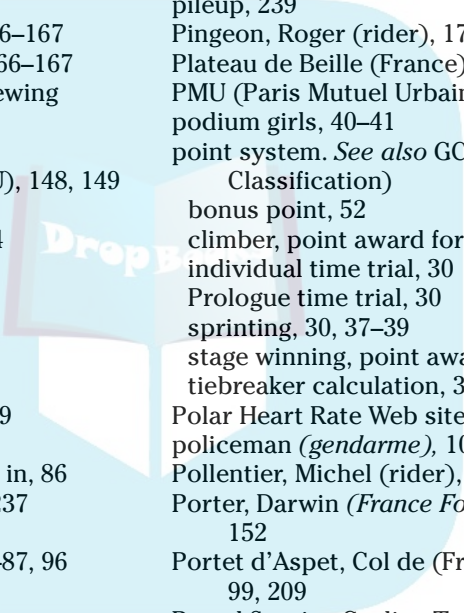 6–167
66–167
ewing
U), 148, 149
4
9
in, 86
237
87, 96
pileup, 239
Pingeon, Roger (rider), 17
Plateau de Beille (France)
PMU (Paris Mutuel Urbain
podium girls, 40–41
point system. See also GC
Classification)
bonus point, 52
climber, point award for
individual time trial, 30
Prologue time trial, 30
sprinting, 30, 37–39
stage winning, point awa
tiebreaker calculation, 3
Polar Heart Rate Web site
policeman (gendarme), 10
Pollentier, Michel (rider),
Porter, Darwin (France Fo
152
Portet d'Aspet, Col de (Fr
99, 209